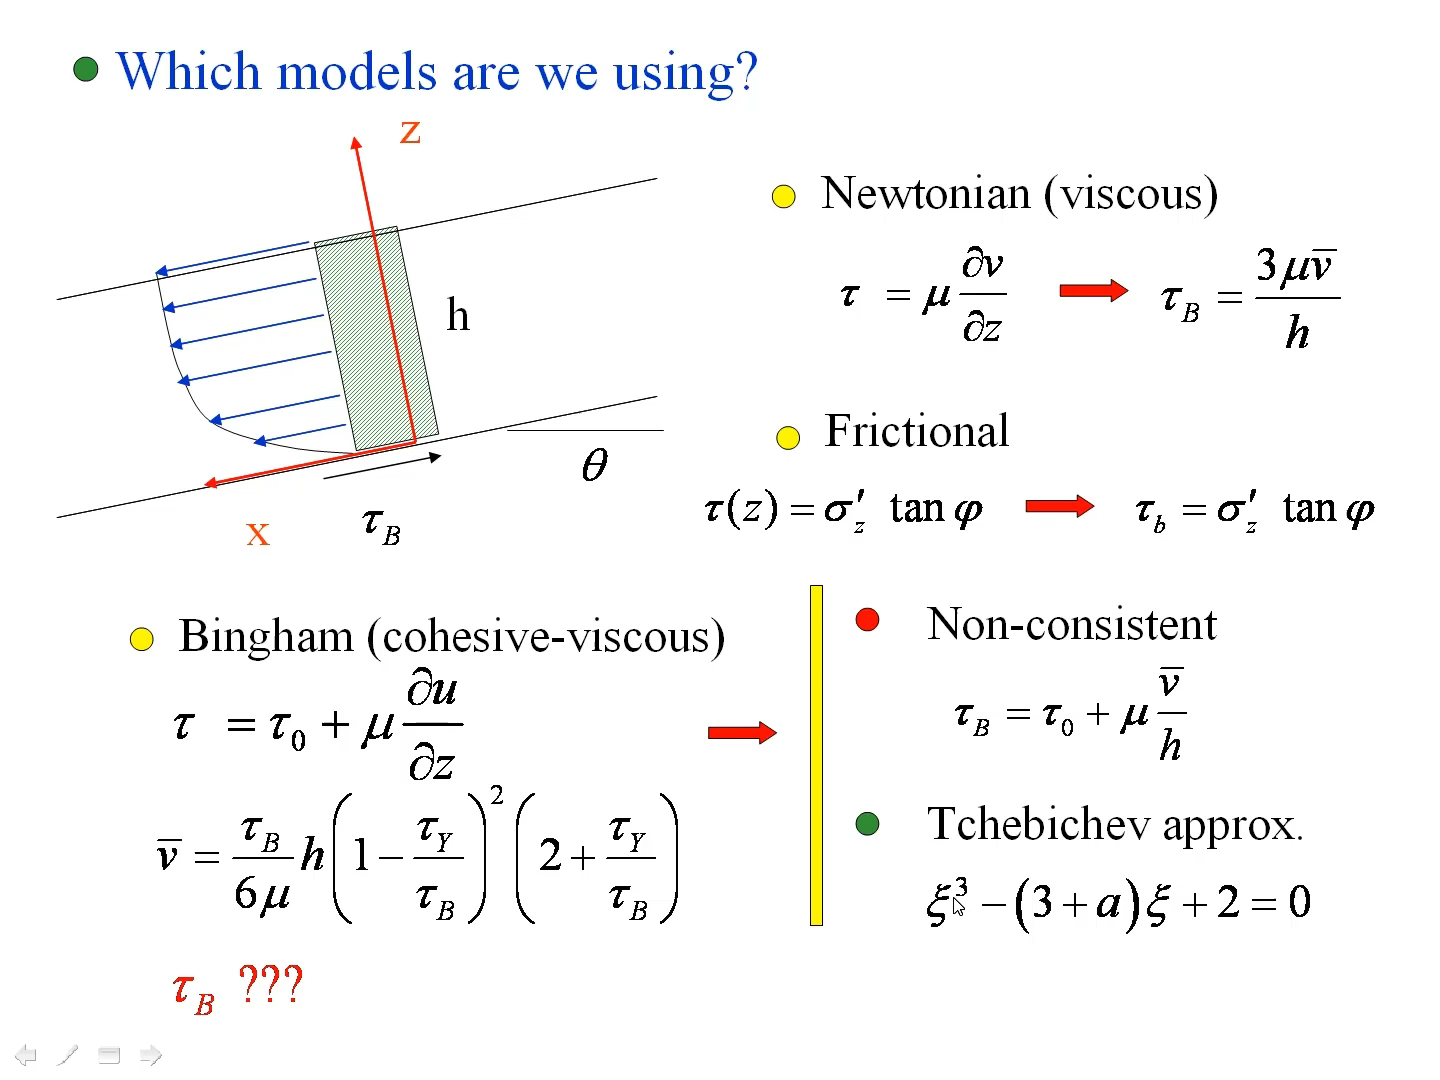 Which models are we using?
z
h
θ
x
τ_B
Newtonian (viscous)
τ = μ ∂v/∂z
τ_B = 3μv̅/h
Frictional
τ(z) = σ′_z tan φ
τ_b = σ′_z tan φ
Bingham (cohesive-viscous)
τ = τ_0 + μ ∂u/∂z
v̅ = τ_B/6μ h (1 − τ_Y/τ_B)^2 (2 + τ_Y/τ_B)
τ_B ???
Non-consistent
τ_B = τ_0 + μ v̅/h
Tchebichev approx.
ξ^3 − (3 + a)ξ + 2 = 0